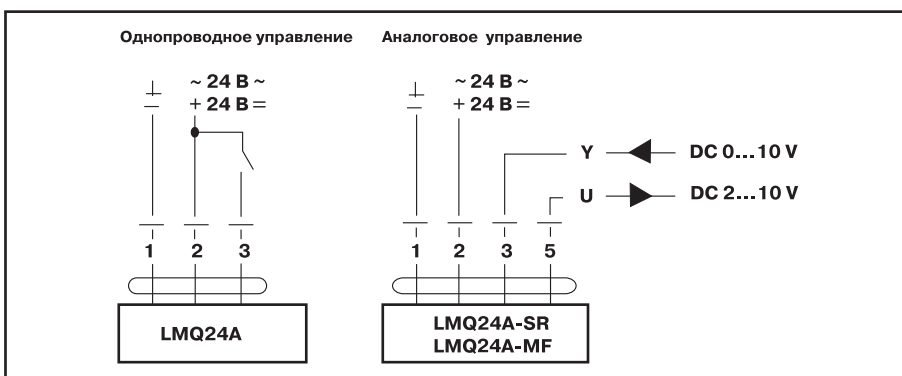 Однопроводное управление
Аналоговое управление
~ 24 В ~
+ 24 В =
~ 24 В ~
+ 24 В =
Y
DC 0...10 V
U
DC 2...10 V
1 2 3
1 2 3 5
LMQ24A
LMQ24A-SR
LMQ24A-MF